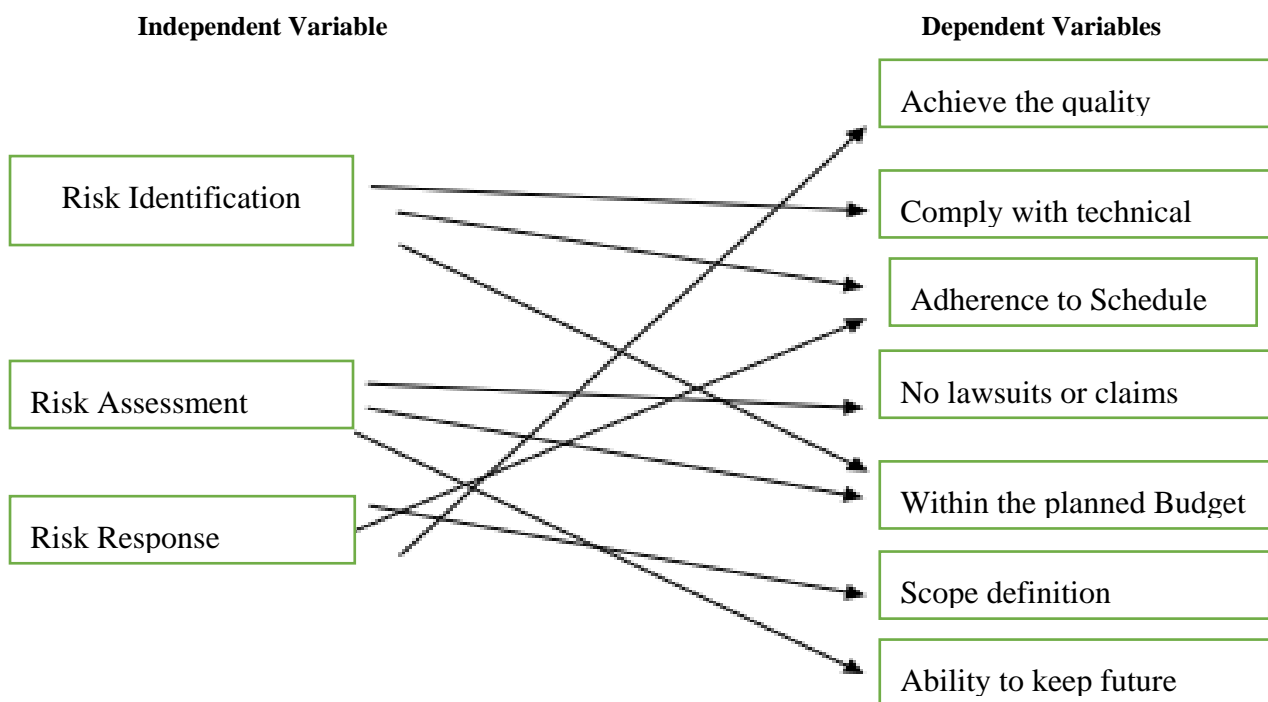 Independent Variable
Dependent Variables
Achieve the quality
Risk Identification
Comply with technical
Adherence to Schedule
Risk Assessment
No lawsuits or claims
Within the planned Budget
Risk Response
Scope definition
Ability to keep future